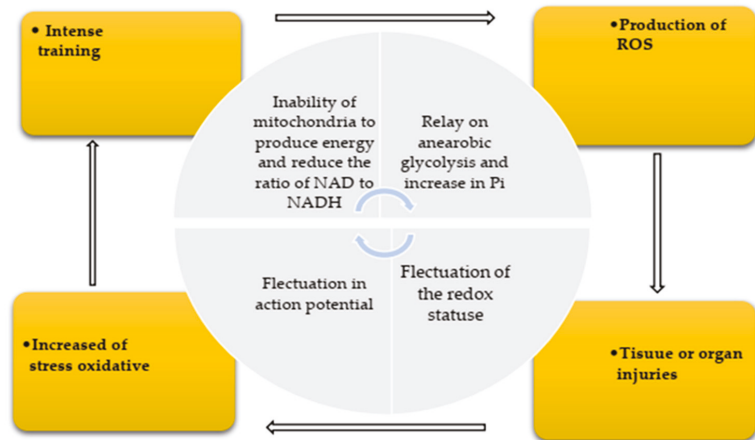 • Intense
training
•Production of
ROS
Inability of
mitochondria to
produce energy
and reduce the
ratio of NAD to
NADH
Relay on
anearobic
glycolysis and
increase in Pi
Flectuation in
action potential
Flectuation of
the redox
statuse
•Increased of
stress oxidative
•Tisuue or organ
injuries